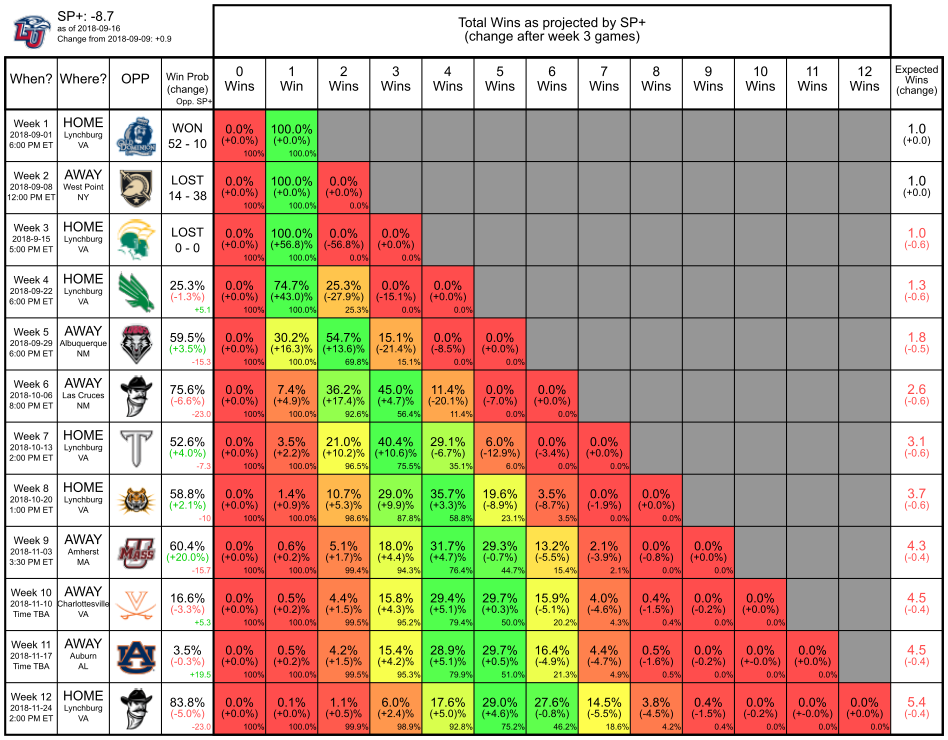 SP+: -8.7
as of 2018-09-16
Change from 2018-09-09: +0.9
Total Wins as projected by SP+
(change after week 3 games)
When? Where? OPP Win Prob (change) Opp. SP+ 0 Wins 1 Win 2 Wins 3 Wins 4 Wins 5 Wins 6 Wins 7 Wins 8 Wins 9 Wins 10 Wins 11 Wins 12 Wins Expected Wins (change)
Week 1 HOME WON 0.0% 100.0% 1.0
2018-09-01 Lynchburg DOMINION 52 - 10 (+0.0%) (+0.0%) (+0.0)
6:00 PM ET VA 100% 100.0%
Week 2 AWAY LOST 0.0% 100.0% 0.0% 1.0
2018-09-08 West Point 14 - 38 (+0.0%) (+0.0%) (+0.0%) (+0.0)
12:00 PM ET NY 100% 100.0% 0.0%
Week 3 HOME LOST 0.0% 100.0% 0.0% 0.0% 1.0
2018-9-15 Lynchburg 0 - 0 (+0.0%) (+56.8)% (-56.8%) (+0.0%) (-0.6)
5:00 PM ET VA 100% 100.0% 0.0% 0.0%
Week 4 HOME 25.3% 0.0% 74.7% 25.3% 0.0% 0.0% 1.3
2018-09-22 Lynchburg (-1.3%) (+0.0%) (+43.0)% (-27.9%) (-15.1%) (+0.0%) (-0.6)
6:00 PM ET VA +5.1 100% 100.0% 25.3% 0.0% 0.0%
Week 5 AWAY 59.5% 0.0% 30.2% 54.7% 15.1% 0.0% 0.0% 1.8
2018-09-29 Albuquerque (+3.5%) (+0.0%) (+16.3)% (+13.6)% (-21.4%) (-8.5%) (+0.0%) (-0.5)
6:00 PM ET NM -15.3 100% 100.0% 69.8% 15.1% 0.0% 0.0%
Week 6 AWAY 75.6% 0.0% 7.4% 36.2% 45.0% 11.4% 0.0% 0.0% 2.6
2018-10-06 Las Cruces (-6.6%) (+0.0%) (+4.9)% (+17.4)% (+4.7)% (-20.1%) (-7.0%) (+0.0%) (-0.6)
8:00 PM ET NM -23.0 100% 100.0% 92.6% 56.4% 11.4% 0.0% 0.0%
Week 7 HOME 52.6% 0.0% 3.5% 21.0% 40.4% 29.1% 6.0% 0.0% 0.0% 3.1
2018-10-13 Lynchburg (+4.0%) (+0.0%) (+2.2)% (+10.2)% (+10.6)% (-6.7%) (-12.9%) (-3.4%) (+0.0%) (-0.6)
2:00 PM ET VA -7.3 100% 100.0% 96.5% 75.5% 35.1% 6.0% 0.0% 0.0%
Week 8 HOME 58.8% 0.0% 1.4% 10.7% 29.0% 35.7% 19.6% 3.5% 0.0% 0.0% 3.7
2018-10-20 Lynchburg (+2.1%) (+0.0%) (+0.9)% (+5.3)% (+9.9)% (+3.3)% (-8.9%) (-8.7%) (-1.9%) (+0.0%) (-0.6)
1:00 PM ET VA -10 100% 100.0% 98.6% 87.8% 58.8% 23.1% 3.5% 0.0% 0.0%
Week 9 AWAY 60.4% 0.0% 0.6% 5.1% 18.0% 31.7% 29.3% 13.2% 2.1% 0.0% 0.0% 4.3
2018-11-03 Amherst MASS (+20.0%) (+0.0%) (+0.2)% (+1.7)% (+4.4)% (+4.7)% (-0.7%) (-5.5%) (-3.9%) (-0.8%) (+0.0%) (-0.4)
3:30 PM ET MA -15.7 100% 100.0% 99.4% 94.3% 76.4% 44.7% 15.4% 2.1% 0.0% 0.0%
Week 10 AWAY 16.6% 0.0% 0.5% 4.4% 15.8% 29.4% 29.7% 15.9% 4.0% 0.4% 0.0% 0.0% 4.5
2018-11-10 Charlottesville (-3.3%) (+0.0%) (+0.2)% (+1.5)% (+4.3)% (+5.1)% (+0.3)% (-5.1%) (-4.6%) (-1.5%) (-0.2%) (+0.0%) (-0.4)
Time TBA VA +5.3 100% 100.0% 99.5% 95.2% 79.4% 50.0% 20.2% 4.3% 0.4% 0.0% 0.0%
Week 11 AWAY 3.5% 0.0% 0.5% 4.2% 15.4% 28.9% 29.7% 16.4% 4.4% 0.5% 0.0% 0.0% 0.0% 4.5
2018-11-17 Auburn (-0.3%) (+0.0%) (+0.2)% (+1.5)% (+4.2)% (+5.1)% (+0.5)% (-4.9%) (-4.7%) (-1.6%) (-0.2%) (+-0.0%) (+0.0%) (-0.4)
Time TBA AL +19.5 100% 100.0% 99.5% 95.3% 79.9% 51.0% 21.3% 4.9% 0.5% 0.0% 0.0% 0.0%
Week 12 HOME 83.8% 0.0% 0.1% 1.1% 6.0% 17.6% 29.0% 27.6% 14.5% 3.8% 0.4% 0.0% 0.0% 0.0% 5.4
2018-11-24 Lynchburg (-5.0%) (+0.0%) (+0.0)% (+0.5)% (+2.4)% (+5.0)% (+4.6)% (-0.8%) (-5.5%) (-4.5%) (-1.5%) (-0.2%) (+-0.0%) (+0.0%) (-0.4)
2:00 PM ET VA -23.0 100% 100.0% 99.9% 98.9% 92.8% 75.2% 46.2% 18.6% 4.2% 0.4% 0.0% 0.0% 0.0%